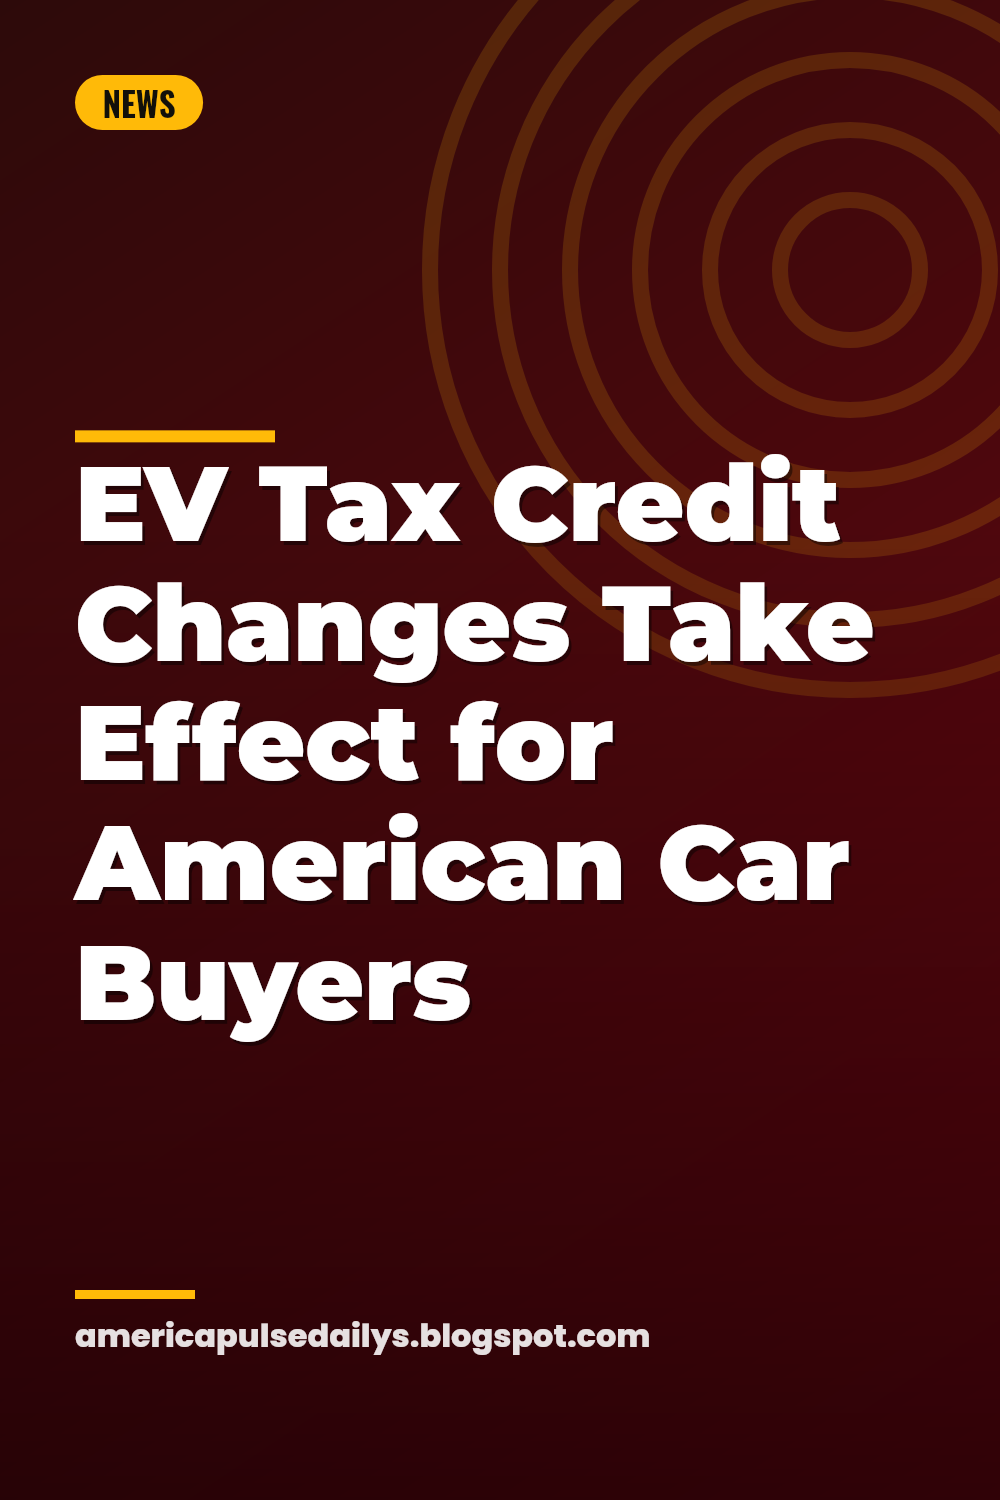 NEWS
EV Tax Credit
Changes Take
Effect for
American Car
Buyers
americapulsedailys.blogspot.com